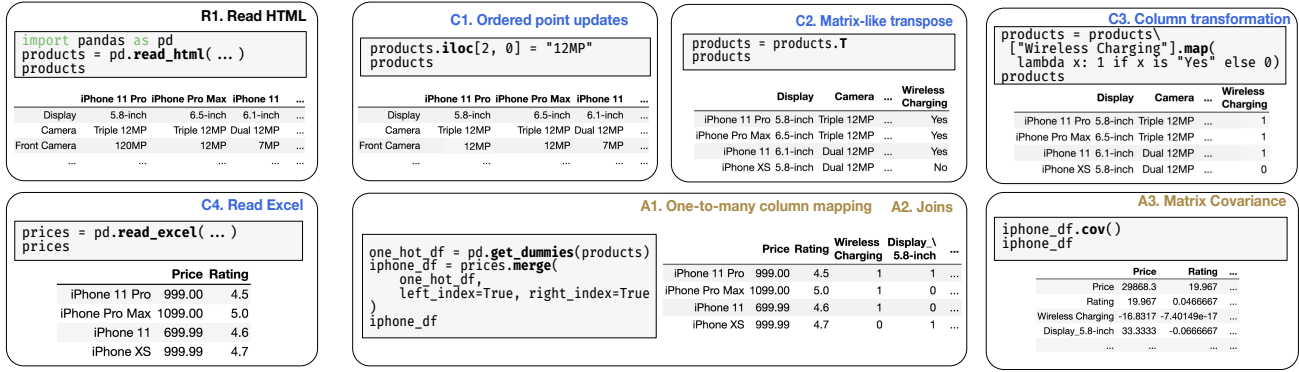 R1. Read HTML
import pandas as pd
products = pd.read_html( … )
products
iPhone 11 Pro iPhone Pro Max iPhone 11 ...
Display 5.8-inch 6.5-inch 6.1-inch ...
Camera Triple 12MP Triple 12MP Dual 12MP ...
Front Camera 120MP 12MP 7MP ...
... ... ... ...
C1. Ordered point updates
products.iloc[2, 0] = "12MP"
products
iPhone 11 Pro iPhone Pro Max iPhone 11 ...
Display 5.8-inch 6.5-inch 6.1-inch ...
Camera Triple 12MP Triple 12MP Dual 12MP ...
Front Camera 12MP 12MP 7MP ...
... ... ... ...
C2. Matrix-like transpose
products = products.T
products
Display Camera ... Wireless
Charging
iPhone 11 Pro 5.8-inch Triple 12MP ... Yes
iPhone Pro Max 6.5-inch Triple 12MP ... Yes
iPhone 11 6.1-inch Dual 12MP ... Yes
iPhone XS 5.8-inch Dual 12MP ... No
C3. Column transformation
products = products\
["Wireless Charging"].map(
lambda x: 1 if x is "Yes" else 0)
products
Display Camera ... Wireless
Charging
iPhone 11 Pro 5.8-inch Triple 12MP ... 1
iPhone Pro Max 6.5-inch Triple 12MP ... 1
iPhone 11 6.1-inch Dual 12MP ... 1
iPhone XS 5.8-inch Dual 12MP ... 0
C4. Read Excel
prices = pd.read_excel( … )
prices
Price Rating
iPhone 11 Pro 999.00 4.5
iPhone Pro Max 1099.00 5.0
iPhone 11 699.99 4.6
iPhone XS 999.99 4.7
A1. One-to-many column mapping A2. Joins
one_hot_df = pd.get_dummies(products)
iphone_df = prices.merge(
one_hot_df,
left_index=True, right_index=True
)
iphone_df
Price Rating Wireless Display_\ ...
Charging 5.8-inch
iPhone 11 Pro 999.00 4.5 1 1 ...
iPhone Pro Max 1099.00 5.0 1 0 ...
iPhone 11 699.99 4.6 1 0 ...
iPhone XS 999.99 4.7 0 1 ...
A3. Matrix Covariance
iphone_df.cov()
iphone_df
Price Rating ...
Price 29868.3 19.967 ...
Rating 19.967 0.0466667 ...
Wireless Charging -16.8317 -7.40149e-17 ...
Display_5.8-inch 33.3333 -0.0666667 ...
... ... ... ...